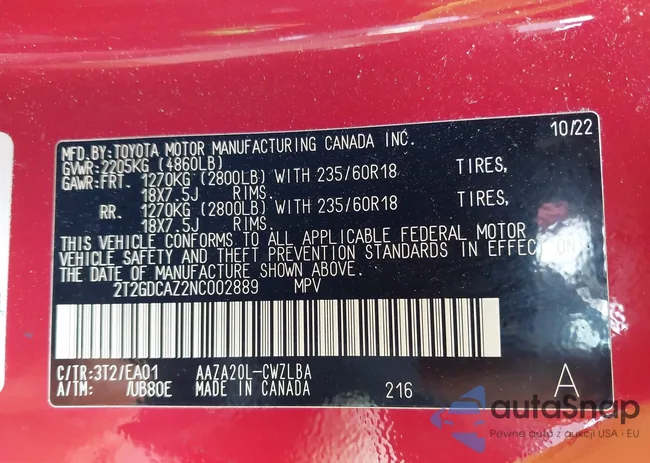 MFD.BY:TOYOTA MOTOR MANUFACTURING CANADA INC. 10/22
GVWR:2205KG (4860LB)
GAWR:FRT. 1270KG (2800LB) WITH 235/60R18 TIRES,
18X7.5J RIMS.
RR. 1270KG (2800LB) WITH 235/60R18 TIRES,
18X7.5J RIMS.
THIS VEHICLE CONFORMS TO ALL APPLICABLE FEDERAL MOTOR
VEHICLE SAFETY AND THEFT PREVENTION STANDARDS IN EFFECT ON
THE DATE OF MANUFACTURE SHOWN ABOVE.
2T2GDCAZ2NC002889 MPV
C/TR:3T2/EA01 AAZA20L-CWZLBA
A/TM: /UB80E MADE IN CANADA 216 A
autaSnap
Pewne auta z aukcji USA i EU